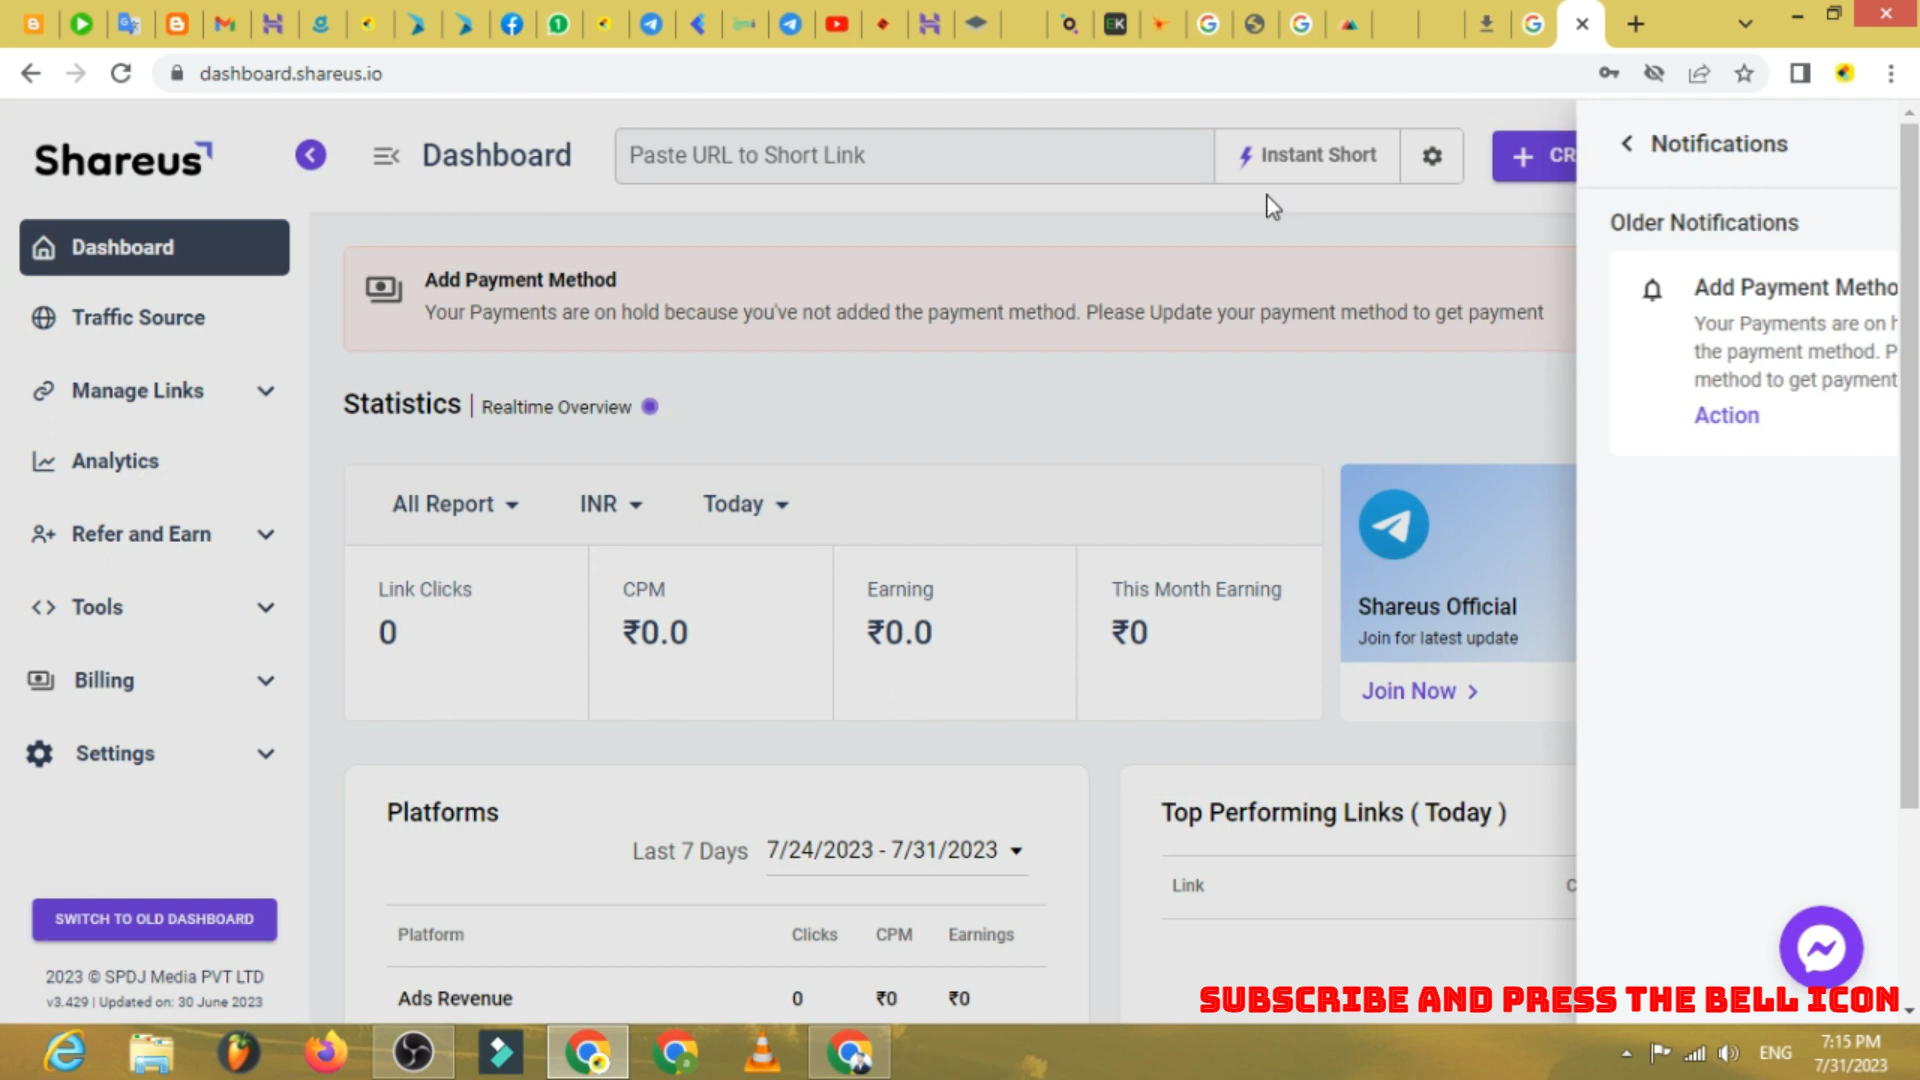 dashboard.shareus.io
Shareus
Dashboard
Paste URL to Short Link
Instant Short
+ CR
Notifications
Older Notifications
Dashboard
Traffic Source
Manage Links
Analytics
Refer and Earn
Tools
Billing
Settings
SWITCH TO OLD DASHBOARD
2023 © SPDJ Media PVT LTD
v3.429 | Updated on: 30 June 2023
Add Payment Method
Your Payments are on hold because you've not added the payment method. Please Update your payment method to get payment
Statistics | Realtime Overview
All Report
INR
Today
Link Clicks
0
CPM
₹0.0
Earning
₹0.0
This Month Earning
₹0
Shareus Official
Join for latest update
Join Now
Platforms
Last 7 Days 7/24/2023 - 7/31/2023
Platform Clicks CPM Earnings
Ads Revenue 0 ₹0 ₹0
Top Performing Links ( Today )
Link C
Add Payment Metho
Your Payments are on h
the payment method. P
method to get payment
Action
SUBSCRIBE AND PRESS THE BELL ICON
ENG
7:15 PM
7/31/2023